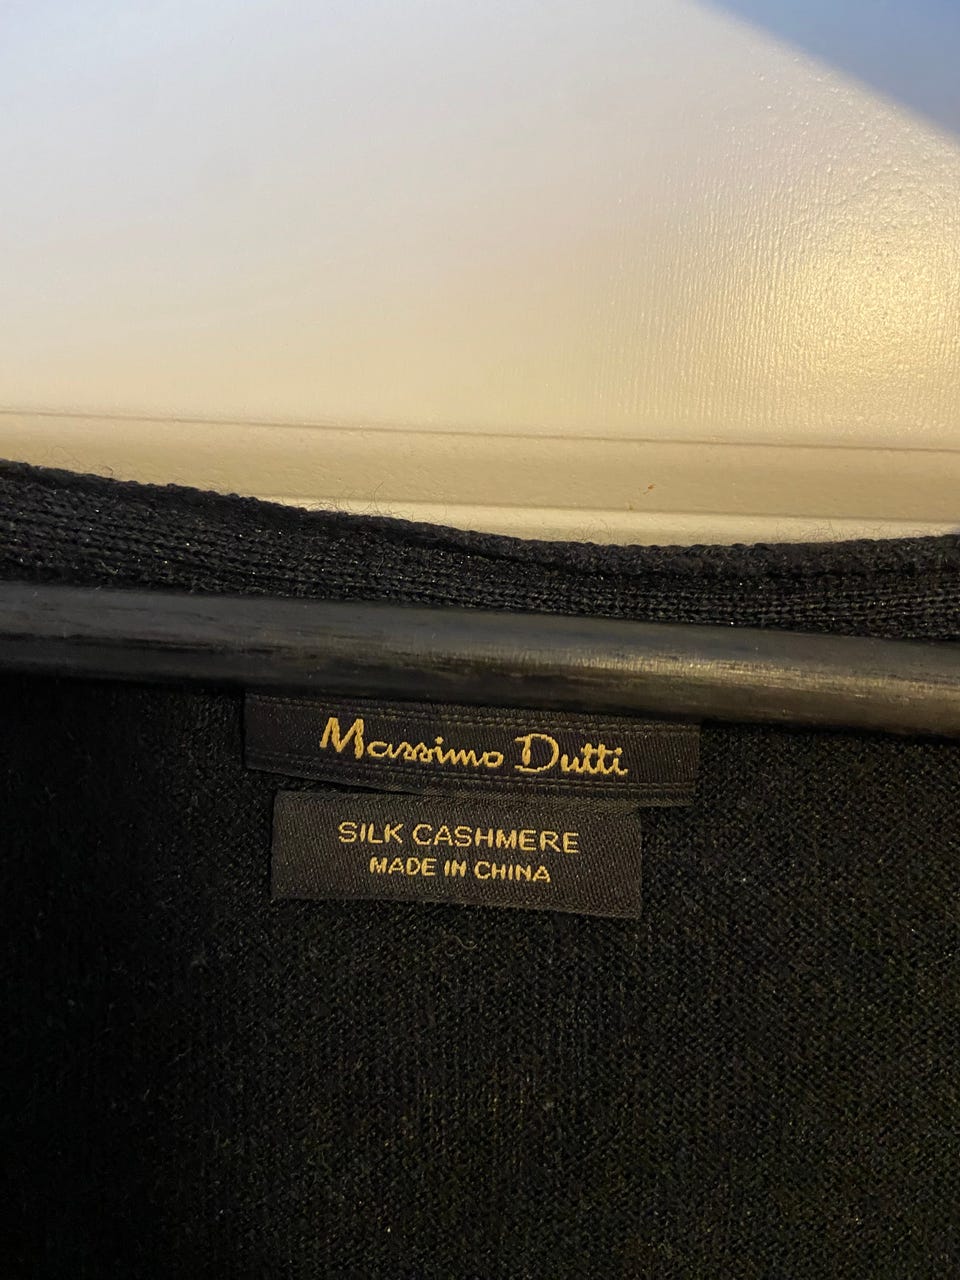 Massimo Dutti
SILK CASHMERE
MADE IN CHINA